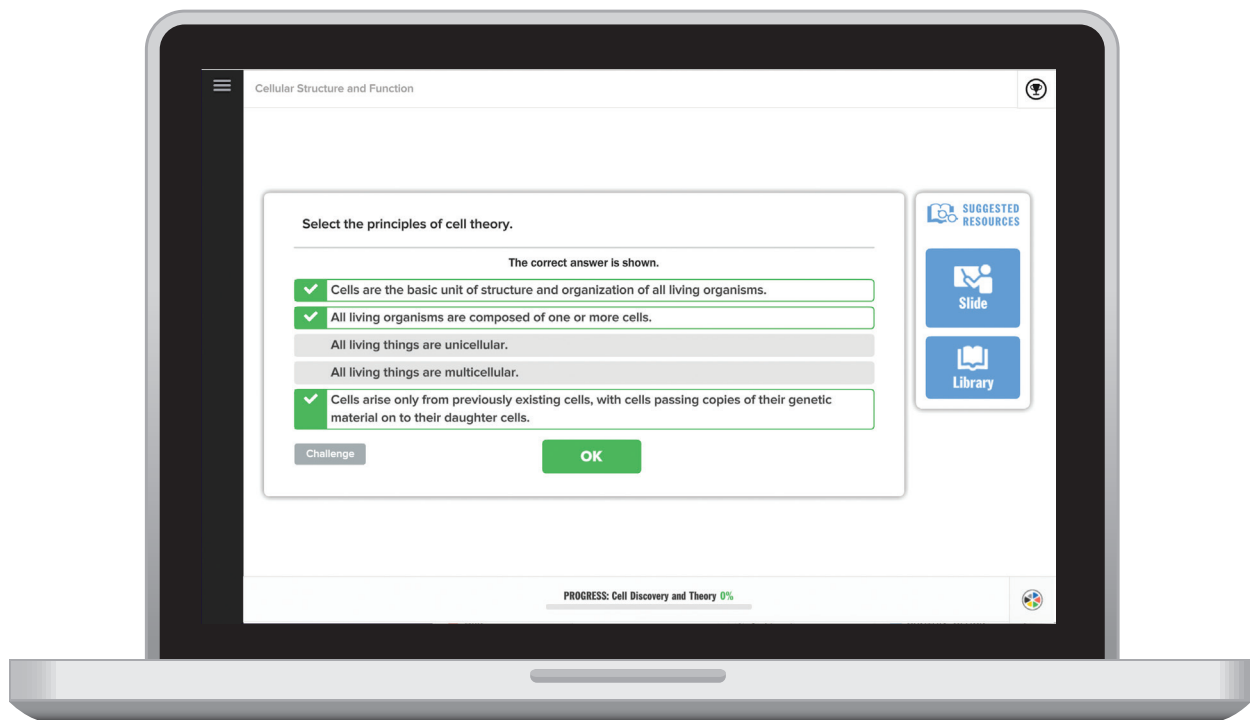 Cellular Structure and Function
Select the principles of cell theory.
SUGGESTED
RESOURCES
The correct answer is shown.
Cells are the basic unit of structure and organization of all living organisms.
All living organisms are composed of one or more cells.
All living things are unicellular.
All living things are multicellular.
Cells arise only from previously existing cells, with cells passing copies of their genetic
material on to their daughter cells.
Slide
Library
Challenge
OK
PROGRESS: Cell Discovery and Theory 0%